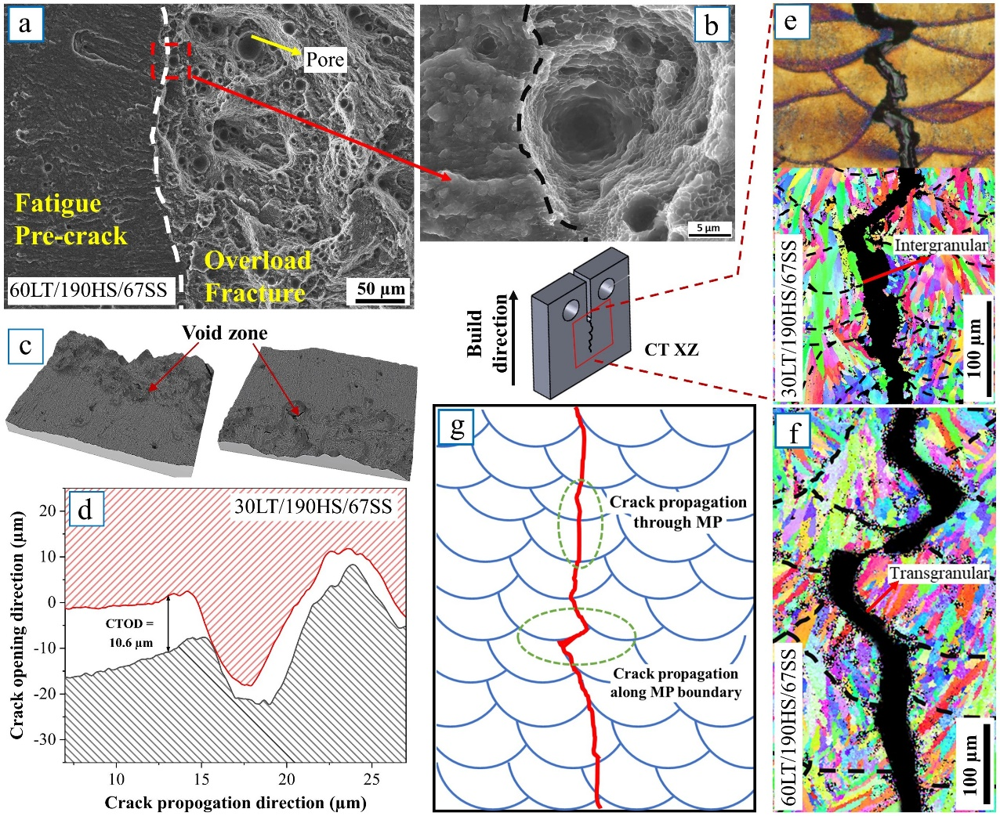 a
Pore
Fatigue
Pre-crack
Overload
Fracture
60LT/190HS/67SS
50 μm
b
5 μm
c
Void zone
Build
direction
CT XZ
d
30LT/190HS/67SS
20
10
0
-10
-20
-30
CTOD =
10.6 μm
Crack opening direction (μm)
10
15
20
25
Crack propogation direction (μm)
e
Intergranular
30LT/190HS/67SS
100 μm
f
Transgranular
60LT/190HS/67SS
100 μm
g
Crack propagation
through MP
Crack propagation
along MP boundary